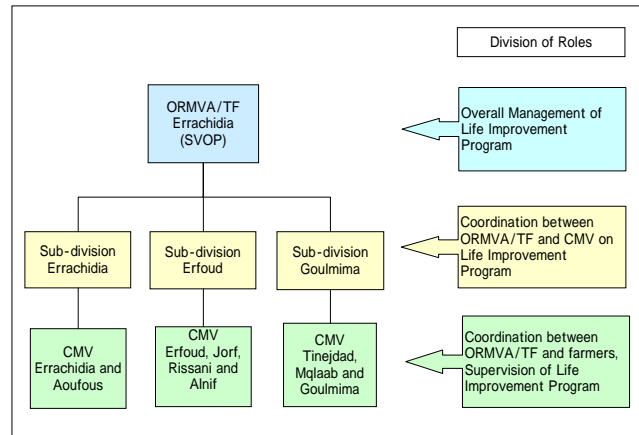 Division of Roles
ORMVA/TF
Errachidia
(SVOP)
Overall Management of
Life Improvement
Program
Sub-division
Errachidia
Sub-division
Erfoud
Sub-division
Goulmima
Coordination between
ORMVA/TF and CMV on
Life Improvement
Program
CMV
Errachidia and
Aoufous
CMV
Erfoud, Jorf,
Rissani and
Alnif
CMV
Tinejdad,
Mqlaab and
Goulmima
Coordination between
ORMVA/TF and farmers,
Supervision of Life
Improvement Program,